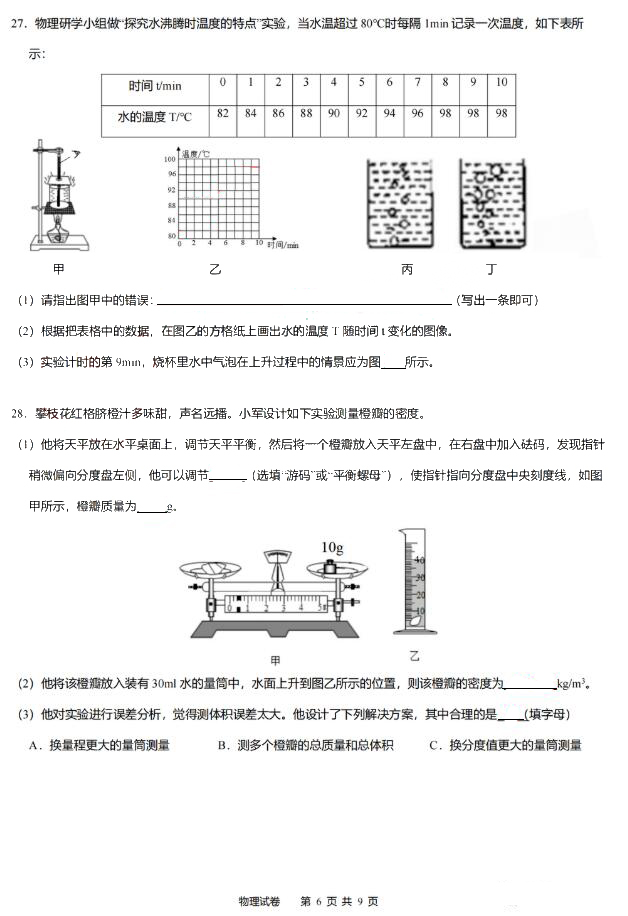 27．物理研学小组做“探究水沸腾时温度的特点”实验，当水温超过 80℃时每隔 1min 记录一次温度，如下表所
示：
时间 t/min 0 1 2 3 4 5 6 7 8 9 10
水的温度 T/℃ 82 84 86 88 90 92 94 96 98 98 98
温度/℃
100
96
92
88
84
80
0 2 4 6 8 10 时间/min
甲 乙 丙 丁
（1）请指出图甲中的错误：（写出一条即可）
（2）根据把表格中的数据，在图乙的方格纸上画出水的温度 T 随时间 t 变化的图像。
（3）实验计时的第 9min，烧杯里水中气泡在上升过程中的情景应为图____所示。
28．攀枝花红格脐橙汁多味甜，声名远播。小军设计如下实验测量橙瓣的密度。
（1）他将天平放在水平桌面上，调节天平平衡，然后将一个橙瓣放入天平左盘中，在右盘中加入砝码，发现指针
稍微偏向分度盘左侧，他可以调节______（选填“游码”或“平衡螺母”），使指针指向分度盘中央刻度线，如图
甲所示，橙瓣质量为_____g。
10g
0 1 2 3 4 5g
40
30
20
10
甲 乙
（2）他将该橙瓣放入装有 30ml 水的量筒中，水面上升到图乙所示的位置，则该橙瓣的密度为________kg/m³。
（3）他对实验进行误差分析，觉得测体积误差太大。他设计了下列解决方案，其中合理的是____（填字母）
A．换量程更大的量筒测量 B．测多个橙瓣的总质量和总体积 C．换分度值更大的量筒测量
物理试卷 第 6 页 共 9 页